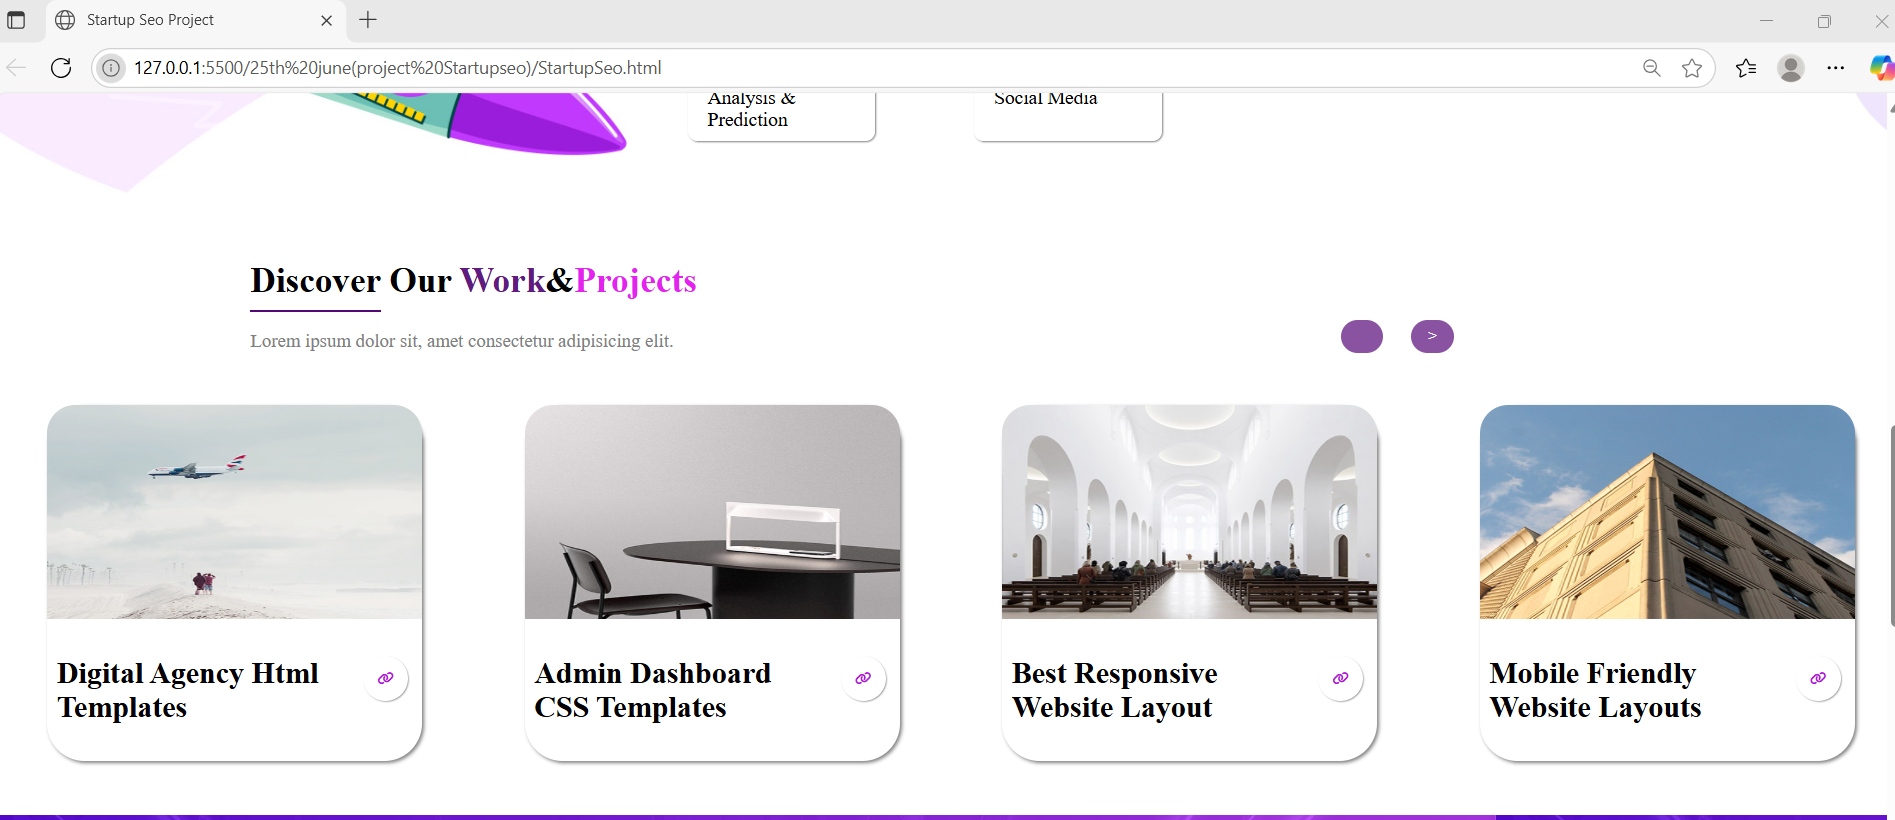 Startup Seo Project
127.0.0.1:5500/25th%20june(project%20Startupseo)/StartupSeo.html
Analysis &
Prediction
Social Media
Discover Our Work&Projects
Lorem ipsum dolor sit, amet consectetur adipisicing elit.
>
Digital Agency Html
Templates
Admin Dashboard
CSS Templates
Best Responsive
Website Layout
Mobile Friendly
Website Layouts